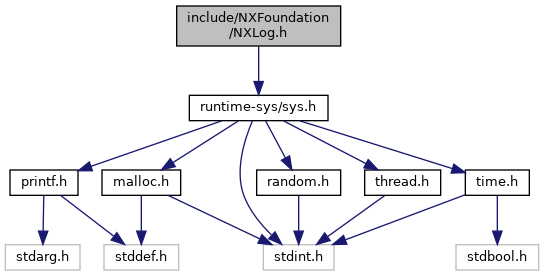 include/NXFoundation
/NXLog.h
runtime-sys/sys.h
printf.h
malloc.h
random.h
thread.h
time.h
stdarg.h
stddef.h
stdint.h
stdbool.h